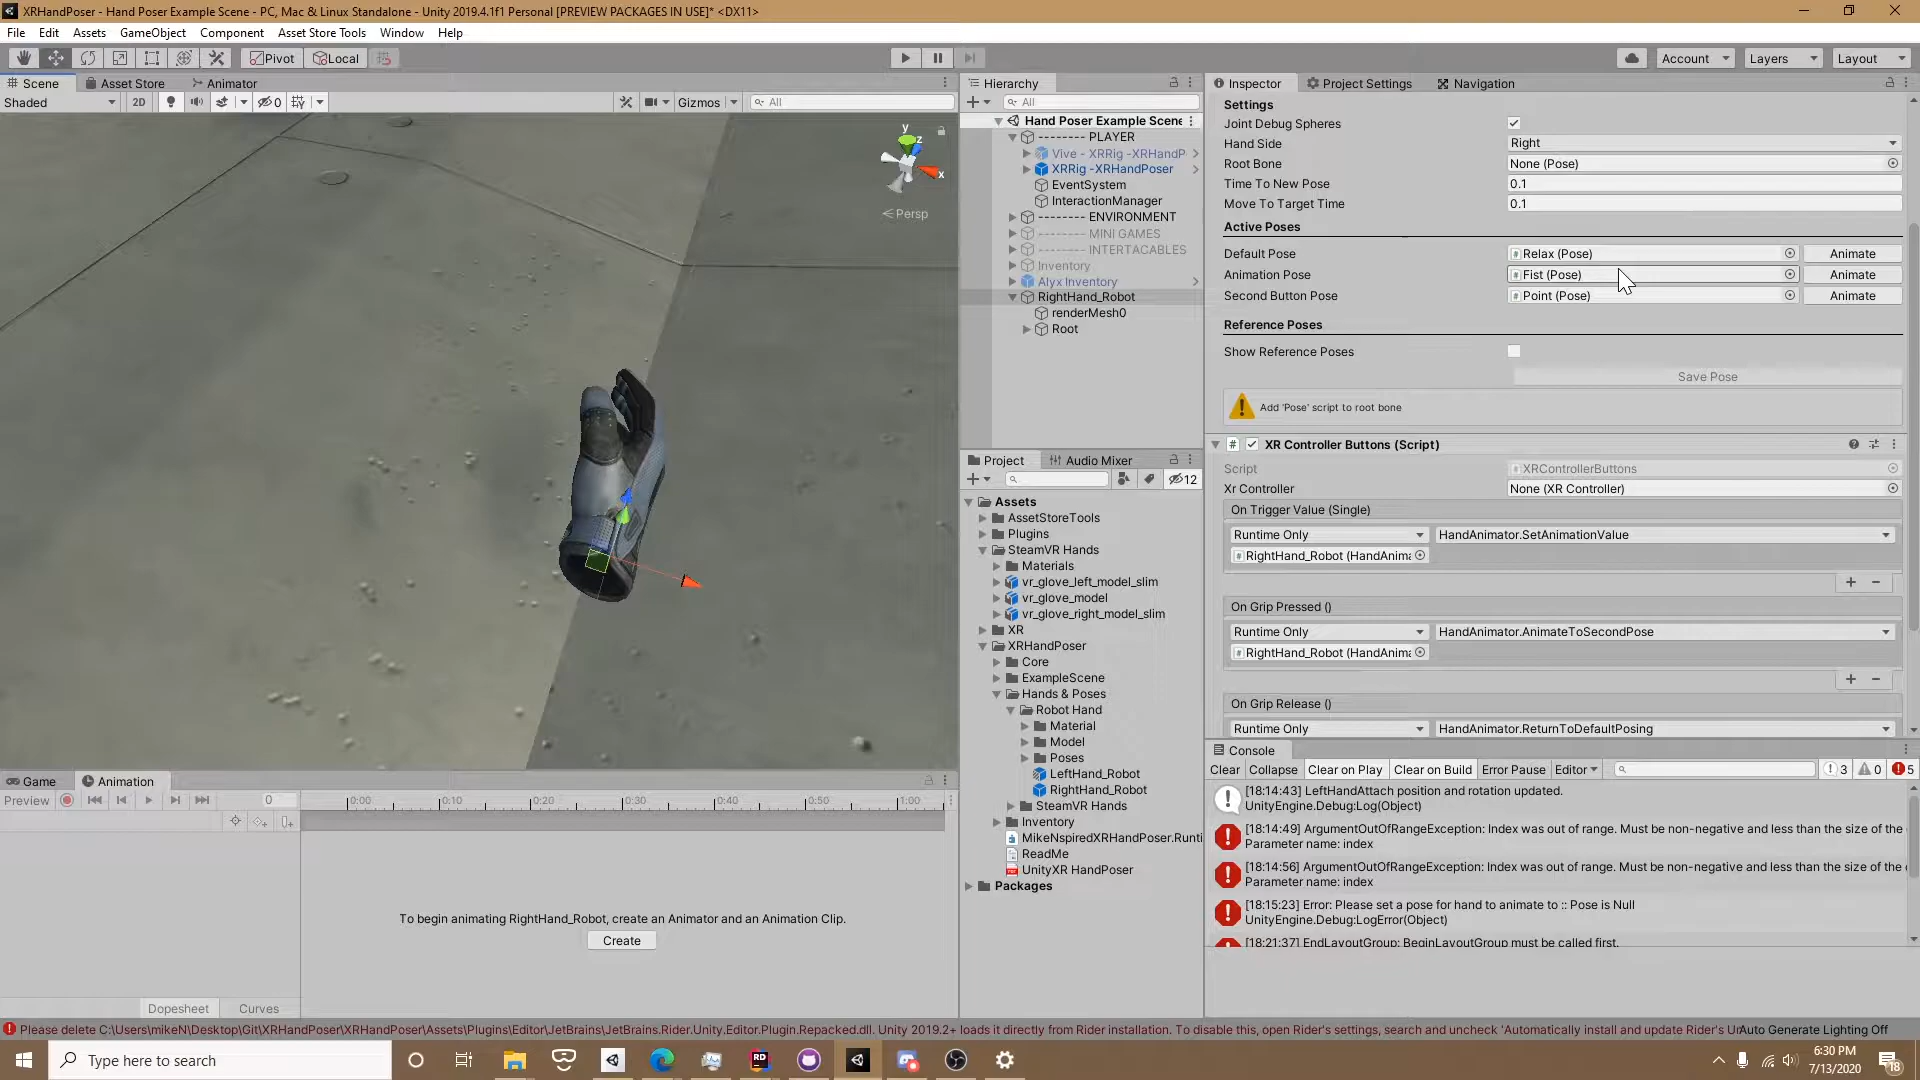 XRHandPoser - Hand Poser Example Scene - PC, Mac & Linux Standalone - Unity 2019.4.1f1 Personal [PREVIEW PACKAGES IN USE]* <DX11>
File Edit Assets GameObject Component Asset Store Tools Window Help
Pivot Local Account Layers Layout
Scene Asset Store Animator
Shaded 2D 0 Gizmos All
y z x
Persp
Hierarchy
All
Hand Poser Example Scene
-------- PLAYER
Vive - XRRig -XRHandP
XRRig -XRHandPoser
EventSystem
InteractionManager
-------- ENVIRONMENT
-------- MINI GAMES
-------- INTERTACABLES
Inventory
Alyx Inventory
RightHand_Robot
renderMesh0
Root
Project Audio Mixer
12
Assets
AssetStoreTools
Plugins
SteamVR Hands
Materials
vr_glove_left_model_slim
vr_glove_model
vr_glove_right_model_slim
XR
XRHandPoser
Core
ExampleScene
Hands & Poses
Robot Hand
Material
Model
Poses
LeftHand_Robot
RightHand_Robot
SteamVR Hands
Inventory
MikeNspiredXRHandPoser.Runti
ReadMe
UnityXR HandPoser
Packages
Inspector Project Settings Navigation
Settings
Joint Debug Spheres
Hand Side Right
Root Bone None (Pose)
Time To New Pose 0.1
Move To Target Time 0.1
Active Poses
Default Pose Relax (Pose) Animate
Animation Pose Fist (Pose) Animate
Second Button Pose Point (Pose) Animate
Reference Poses
Show Reference Poses
Save Pose
Add 'Pose' script to root bone
XR Controller Buttons (Script)
Script XRControllerButtons
Xr Controller None (XR Controller)
On Trigger Value (Single)
Runtime Only HandAnimator.SetAnimationValue
RightHand_Robot (HandAnima
+ −
On Grip Pressed ()
Runtime Only HandAnimator.AnimateToSecondPose
RightHand_Robot (HandAnima
+ −
On Grip Release ()
Runtime Only HandAnimator.ReturnToDefaultPosing
Console
Clear Collapse Clear on Play Clear on Build Error Pause Editor 3 0 5
[18:14:43] LeftHandAttach position and rotation updated.
UnityEngine.Debug:Log(Object)
[18:14:49] ArgumentOutOfRangeException: Index was out of range. Must be non-negative and less than the size of the
Parameter name: index
[18:14:56] ArgumentOutOfRangeException: Index was out of range. Must be non-negative and less than the size of the
Parameter name: index
[18:15:23] Error: Please set a pose for hand to animate to :: Pose is Null
UnityEngine.Debug:LogError(Object)
[18:21:37] EndLayoutGroup: BeginLayoutGroup must be called first.
Game Animation
Preview 0 0:00 0:10 0:20 0:30 0:40 0:50 1:00
To begin animating RightHand_Robot, create an Animator and an Animation Clip.
Create
Dopesheet Curves
Please delete C:\Users\mikeN\Desktop\Git\XRHandPoser\XRHandPoser\Assets\Plugins\Editor\JetBrains\JetBrains.Rider.Unity.Editor.Plugin.Repacked.dll. Unity 2019.2+ loads it directly from Rider installation. To disable this, open Rider's settings, search and uncheck 'Automatically install and update Rider's Ur
Auto Generate Lighting Off
Type here to search
RD
6:30 PM
7/13/2020
18